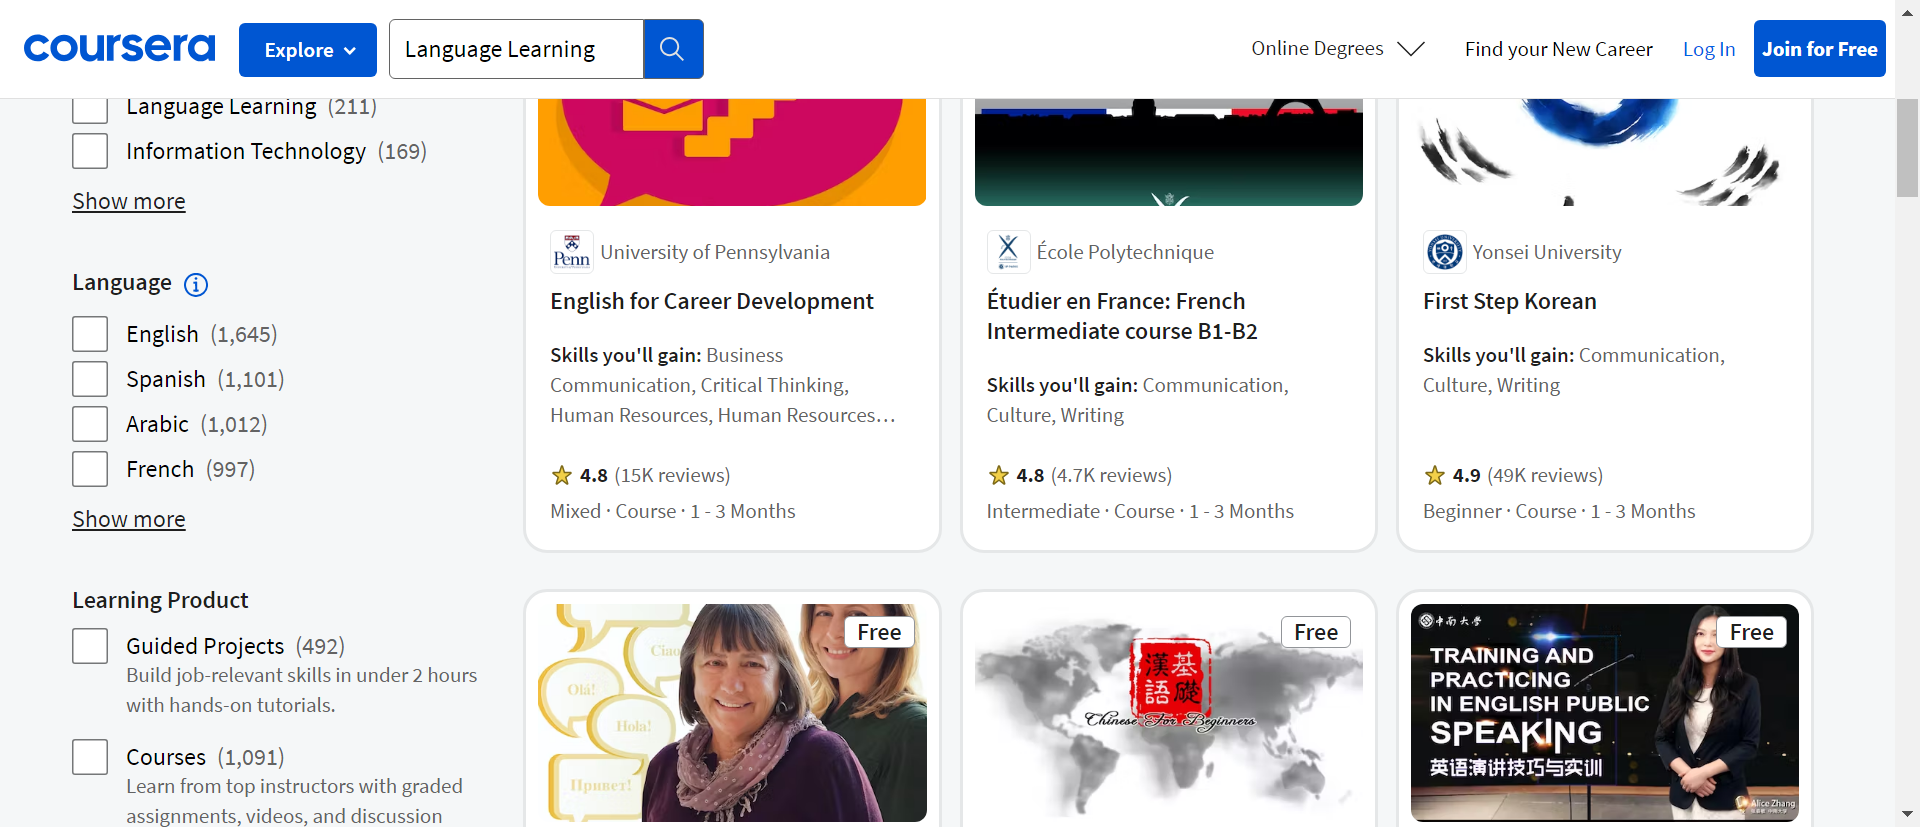 coursera
Explore
Language Learning
Online Degrees
Find your New Career
Log In
Join for Free
Language Learning (211)
Information Technology (169)
Show more
Language
English (1,645)
Spanish (1,101)
Arabic (1,012)
French (997)
Show more
Learning Product
Guided Projects (492)
Build job-relevant skills in under 2 hours
with hands-on tutorials.
Courses (1,091)
Learn from top instructors with graded
assignments, videos, and discussion
Penn
University of Pennsylvania
English for Career Development
Skills you'll gain: Business
Communication, Critical Thinking,
Human Resources, Human Resources…
4.8 (15K reviews)
Mixed · Course · 1 - 3 Months
École Polytechnique
Étudier en France: French
Intermediate course B1-B2
Skills you'll gain: Communication,
Culture, Writing
4.8 (4.7K reviews)
Intermediate · Course · 1 - 3 Months
Yonsei University
First Step Korean
Skills you'll gain: Communication,
Culture, Writing
4.9 (49K reviews)
Beginner · Course · 1 - 3 Months
Free
Ciao
Olá!
Hola!
Привет!
Free
漢語
基礎
Chinese For Beginners
Free
中南大学
TRAINING AND
PRACTICING
IN ENGLISH PUBLIC
SPEAKING
英语演讲技巧与实训
Alice Zhang